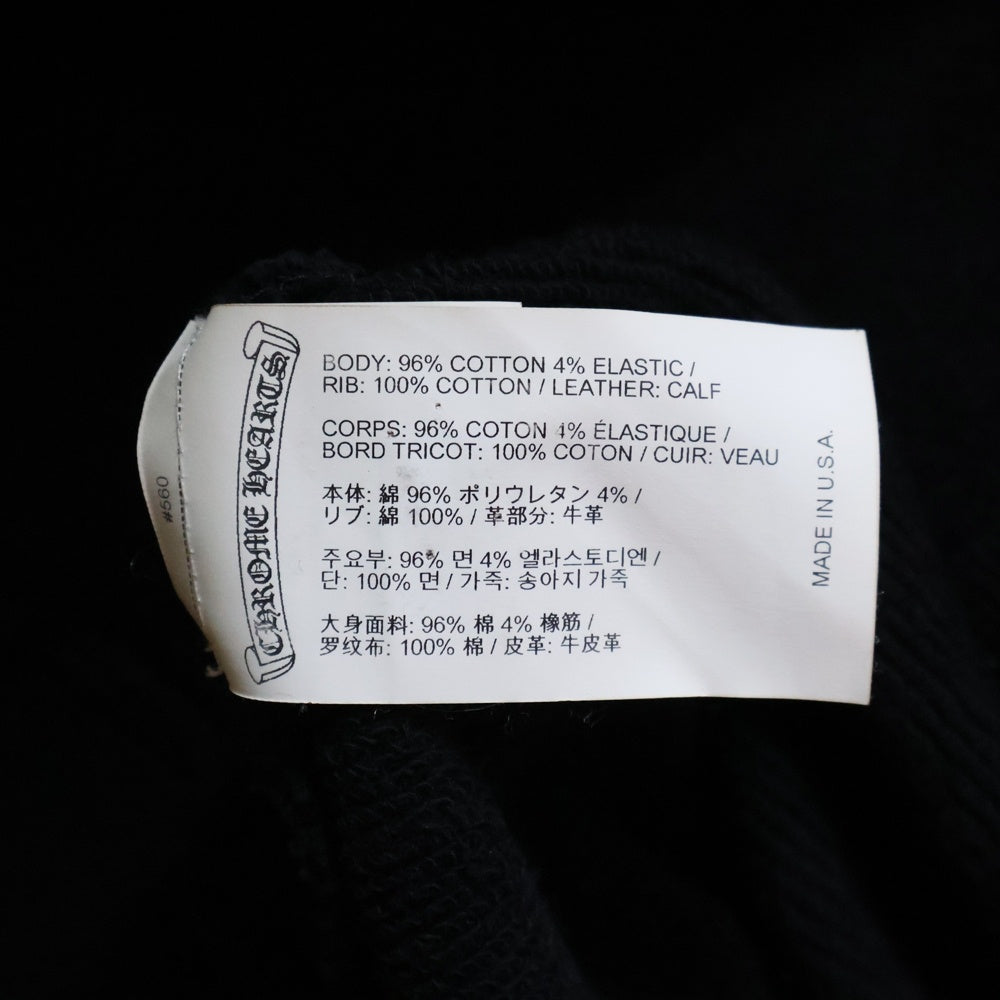 #560
CHROME HEARTS
BODY: 96% COTTON 4% ELASTIC /
RIB: 100% COTTON / LEATHER: CALF
CORPS: 96% COTON 4% ÉLASTIQUE /
BORD TRICOT: 100% COTON / CUIR: VEAU
本体: 綿 96% ポリウレタン 4% /
リブ: 綿 100% / 革部分: 牛革
주요부: 96% 면 4% 엘라스토디엔 /
단: 100% 면 / 가죽: 송아지 가죽
大身面料: 96% 棉 4% 橡筋 /
罗纹布: 100% 棉 / 皮革: 牛皮革
MADE IN U.S.A.